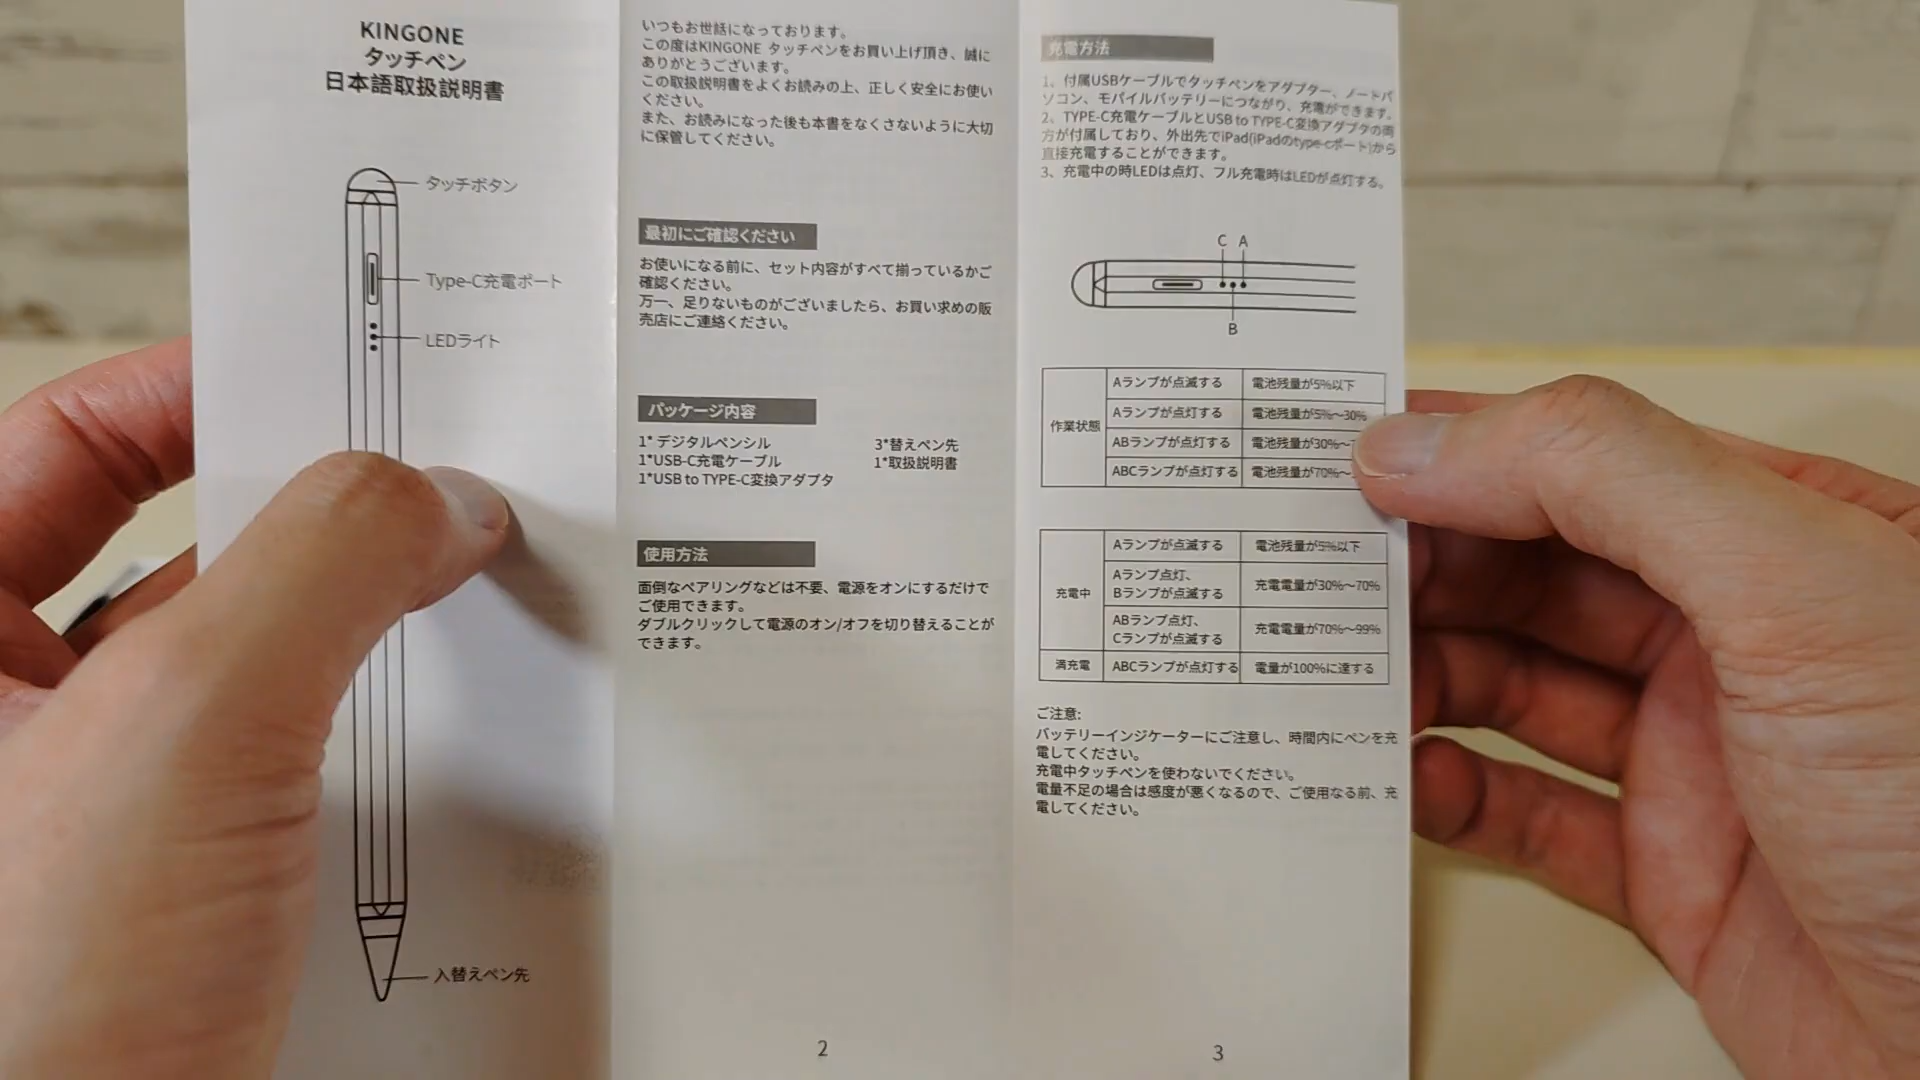 KINGONE
タッチペン
日本語取扱説明書
タッチボタン
Type-C充電ポート
LEDライト
入替えペン先
いつもお世話になっております。
この度はKINGONE タッチペンをお買い上げ頂き、誠に
ありがとうございます。
この取扱説明書をよくお読みの上、正しく安全にお使い
ください。
また、お読みになった後も本書をなくさないように大切
に保管してください。
最初にご確認ください
お使いになる前に、セット内容がすべて揃っているかご
確認ください。
万一、足りないものがございましたら、お買い求めの販
売店にご連絡ください。
パッケージ内容
1* デジタルペンシル
1*USB-C充電ケーブル
1*USB to TYPE-C変換アダプタ
3*替えペン先
1*取扱説明書
使用方法
面倒なペアリングなどは不要、電源をオンにするだけで
ご使用できます。
ダブルクリックして電源のオン/オフを切り替えることが
できます。
2
充電方法
1、付属USBケーブルでタッチペンをアダプター、ノートパ
ソコン、モバイルバッテリーにつながり、充電ができます。
2、TYPE-C充電ケーブルとUSB to TYPE-C変換アダプタの両
方が付属しており、外出先でiPad(iPadのtype-cポート)から
直接充電することができます。
3、充電中の時LEDは点灯、フル充電時はLEDが点灯する。
C A
B
作業状態
Aランプが点滅する 電池残量が5%以下
Aランプが点灯する 電池残量が5%～30%
ABランプが点灯する 電池残量が30%～
ABCランプが点灯する 電池残量が70%～
充電中
Aランプが点滅する 電池残量が5%以下
Aランプ点灯、
Bランプが点滅する 充電電量が30%～70%
ABランプ点灯、
Cランプが点滅する 充電電量が70%～99%
満充電 ABCランプが点灯する 電量が100%に達する
ご注意:
バッテリーインジケーターにご注意し、時間内にペンを充
電してください。
充電中タッチペンを使わないでください。
電量不足の場合は感度が悪くなるので、ご使用なる前、充
電してください。
3